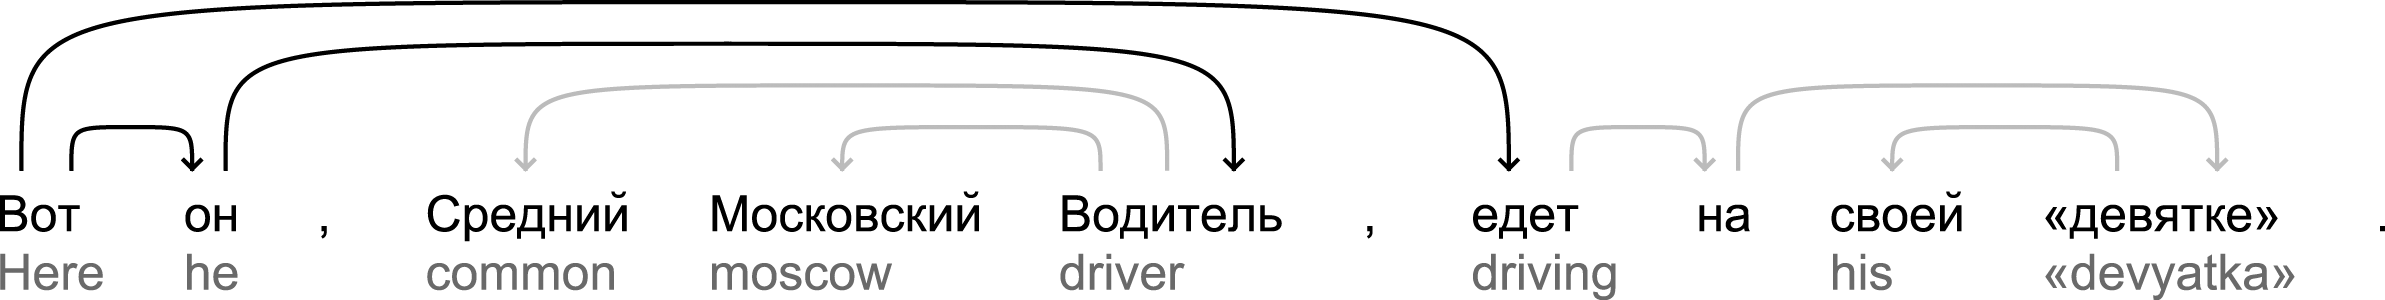 Вот он , Средний Московский Водитель , едет на своей «девятке» .
Here he common moscow driver driving his «devyatka»